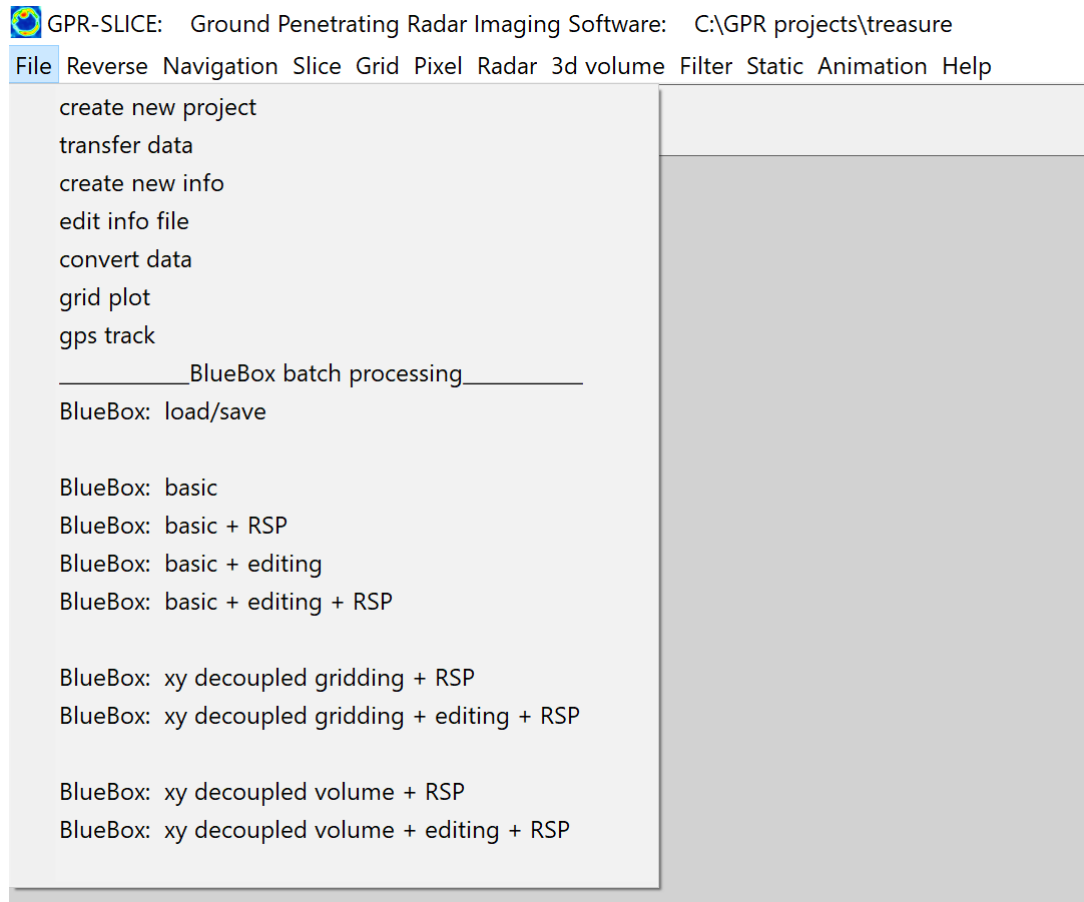 GPR-SLICE: Ground Penetrating Radar Imaging Software: C:\GPR projects\treasure
File Reverse Navigation Slice Grid Pixel Radar 3d volume Filter Static Animation Help
create new project
transfer data
create new info
edit info file
convert data
grid plot
gps track
___________BlueBox batch processing__________
BlueBox: load/save
BlueBox: basic
BlueBox: basic + RSP
BlueBox: basic + editing
BlueBox: basic + editing + RSP
BlueBox: xy decoupled gridding + RSP
BlueBox: xy decoupled gridding + editing + RSP
BlueBox: xy decoupled volume + RSP
BlueBox: xy decoupled volume + editing + RSP